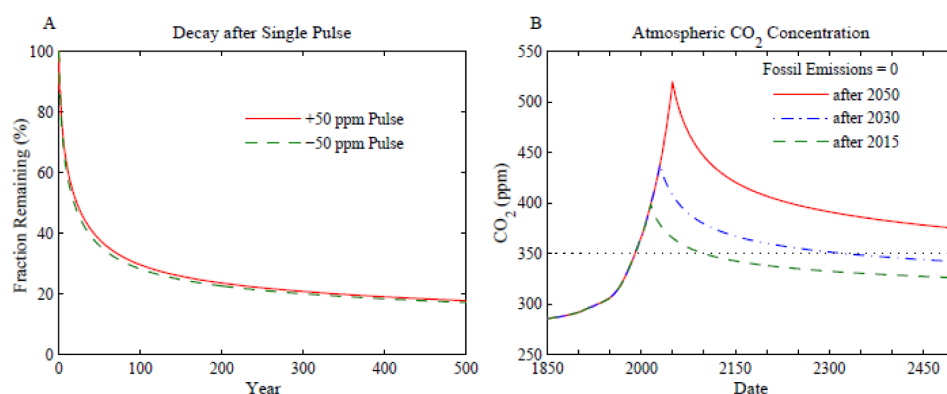 A
Decay after Single Pulse
100
80
60
40
20
0
Fraction Remaining (%)
+50 ppm Pulse
−50 ppm Pulse
0 100 200 300 400 500
Year
B
Atmospheric CO2 Concentration
550
500
450
400
350
300
250
CO2 (ppm)
Fossil Emissions = 0
after 2050
after 2030
after 2015
1850 2000 2150 2300 2450
Date